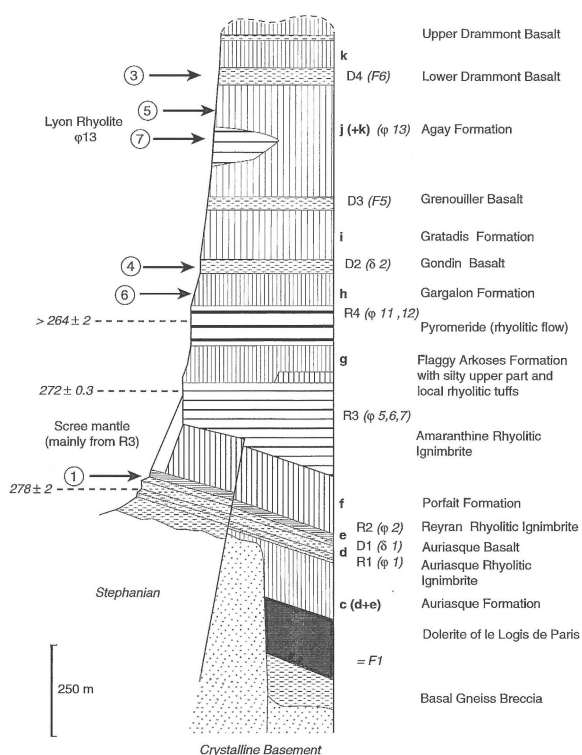 Upper Drammont Basalt
k
3
D4 (F6) Lower Drammont Basalt
5
Lyon Rhyolite
φ13
7
j (+k) (φ 13) Agay Formation
D3 (F5) Grenouiller Basalt
i Gratadis Formation
4
D2 (δ 2) Gondin Basalt
6
h Gargalon Formation
R4 (φ 11 ,12)
> 264 ± 2
Pyromeride (rhyolitic flow)
g Flaggy Arkoses Formation
with silty upper part and
local rhyolitic tuffs
272 ± 0.3
R3 (φ 5,6,7)
Scree mantle
(mainly from R3)
Amaranthine Rhyolitic
Ignimbrite
1
278 ± 2
f Porfait Formation
R2 (φ 2) Reyran Rhyolitic Ignimbrite
e
D1 (δ 1) Auriasque Basalt
d
R1 (φ 1) Auriasque Rhyolitic
Ignimbrite
Stephanian
c (d+e) Auriasque Formation
Dolerite of le Logis de Paris
= F1
250 m
Basal Gneiss Breccia
Crystalline Basement